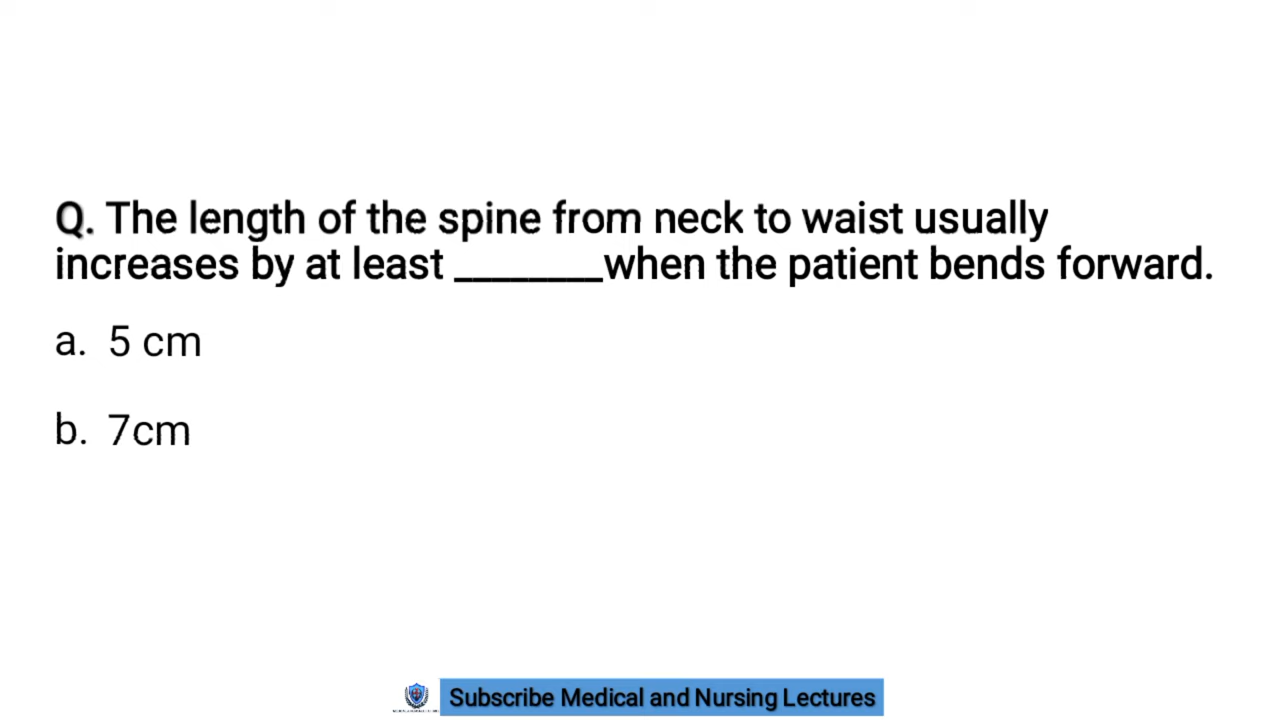 Q. The length of the spine from neck to waist usually
increases by at least ________when the patient bends forward.
a. 5 cm
b. 7cm
Subscribe Medical and Nursing Lectures